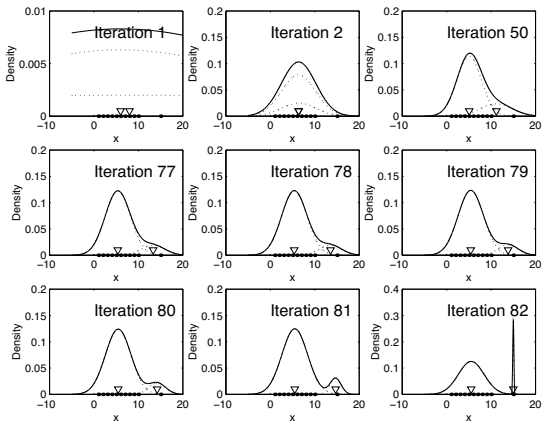 Iteration 1
0.01
0.005
0
Density
-10 0 10 20
x
Iteration 2
0.2
0.15
0.1
0.05
0
Density
-10 0 10 20
x
Iteration 50
0.2
0.15
0.1
0.05
0
Density
-10 0 10 20
x
Iteration 77
0.2
0.15
0.1
0.05
0
Density
-10 0 10 20
x
Iteration 78
0.2
0.15
0.1
0.05
0
Density
-10 0 10 20
x
Iteration 79
0.2
0.15
0.1
0.05
0
Density
-10 0 10 20
x
Iteration 80
0.2
0.15
0.1
0.05
0
Density
-10 0 10 20
x
Iteration 81
0.2
0.15
0.1
0.05
0
Density
-10 0 10 20
x
Iteration 82
0.4
0.3
0.2
0.1
0
Density
-10 0 10 20
x